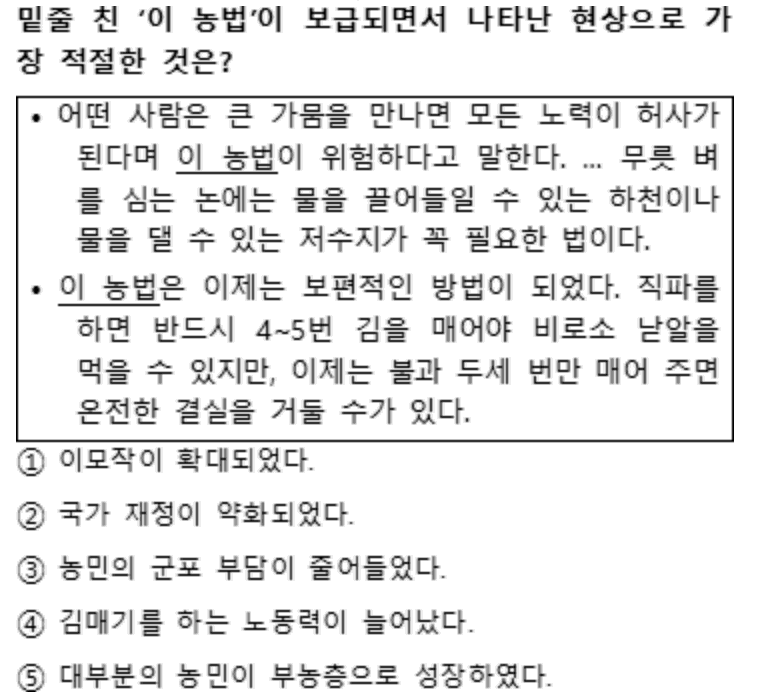 밑줄 친 ‘이 농법’이 보급되면서 나타난 현상으로 가
장 적절한 것은?
• 어떤 사람은 큰 가뭄을 만나면 모든 노력이 허사가
된다며 이 농법이 위험하다고 말한다. ... 무릇 벼
를 심는 논에는 물을 끌어들일 수 있는 하천이나
물을 댈 수 있는 저수지가 꼭 필요한 법이다.
• 이 농법은 이제는 보편적인 방법이 되었다. 직파를
하면 반드시 4~5번 김을 매어야 비로소 낟알을
먹을 수 있지만, 이제는 불과 두세 번만 매어 주면
온전한 결실을 거둘 수가 있다.
① 이모작이 확대되었다.
② 국가 재정이 약화되었다.
③ 농민의 군포 부담이 줄어들었다.
④ 김매기를 하는 노동력이 늘어났다.
⑤ 대부분의 농민이 부농층으로 성장하였다.